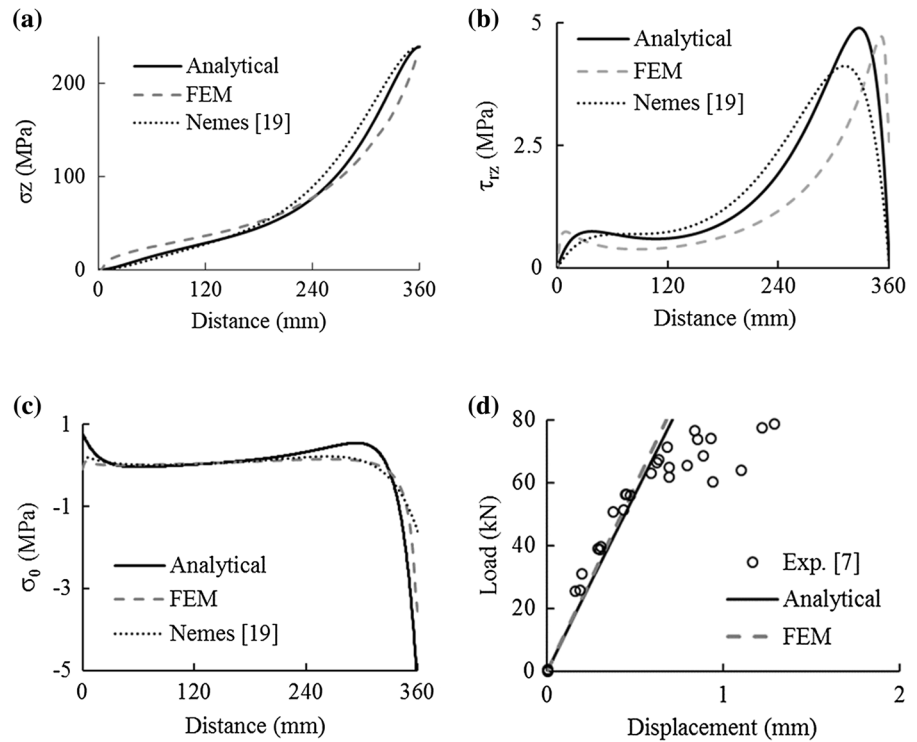 (a)
σz (MPa)
200
100
0
0 120 240 360
Distance (mm)
Analytical
FEM
Nemes [19]
(b)
τrz (MPa)
5
2.5
0
0 120 240 360
Distance (mm)
Analytical
FEM
Nemes [19]
(c)
σ0 (MPa)
1
-1
-3
-5
0 120 240 360
Distance (mm)
Analytical
FEM
Nemes [19]
(d)
Load (kN)
80
60
40
20
0
0 1 2
Displacement (mm)
Exp. [7]
Analytical
FEM